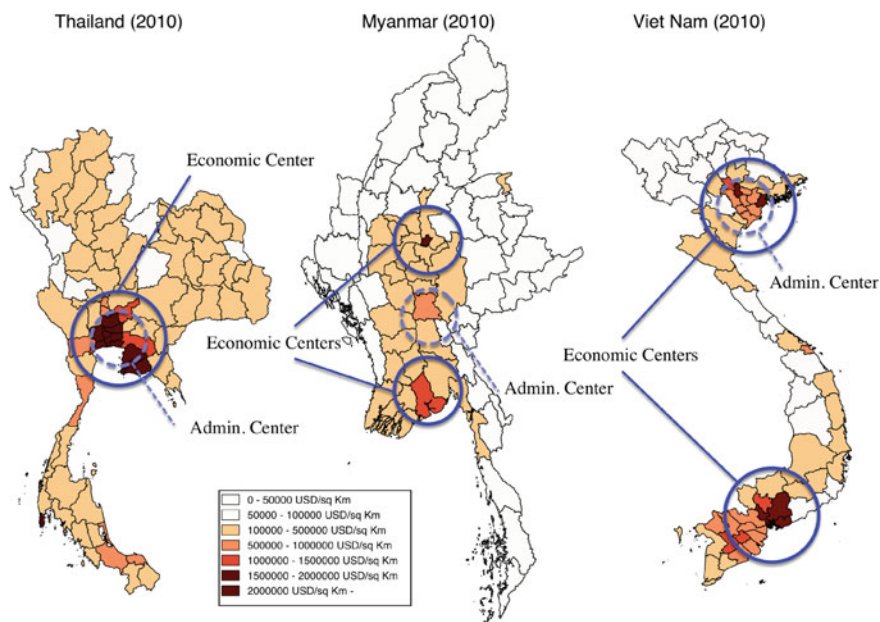 Thailand (2010)
Myanmar (2010)
Viet Nam (2010)
Economic Center
Admin. Center
Economic Centers
Admin. Center
Admin. Center
Economic Centers
0 - 50000 USD/sq Km
50000 - 100000 USD/sq Km
100000 - 500000 USD/sq Km
500000 - 1000000 USD/sq Km
1000000 - 1500000 USD/sq Km
1500000 - 2000000 USD/sq Km
2000000 USD/sq Km -